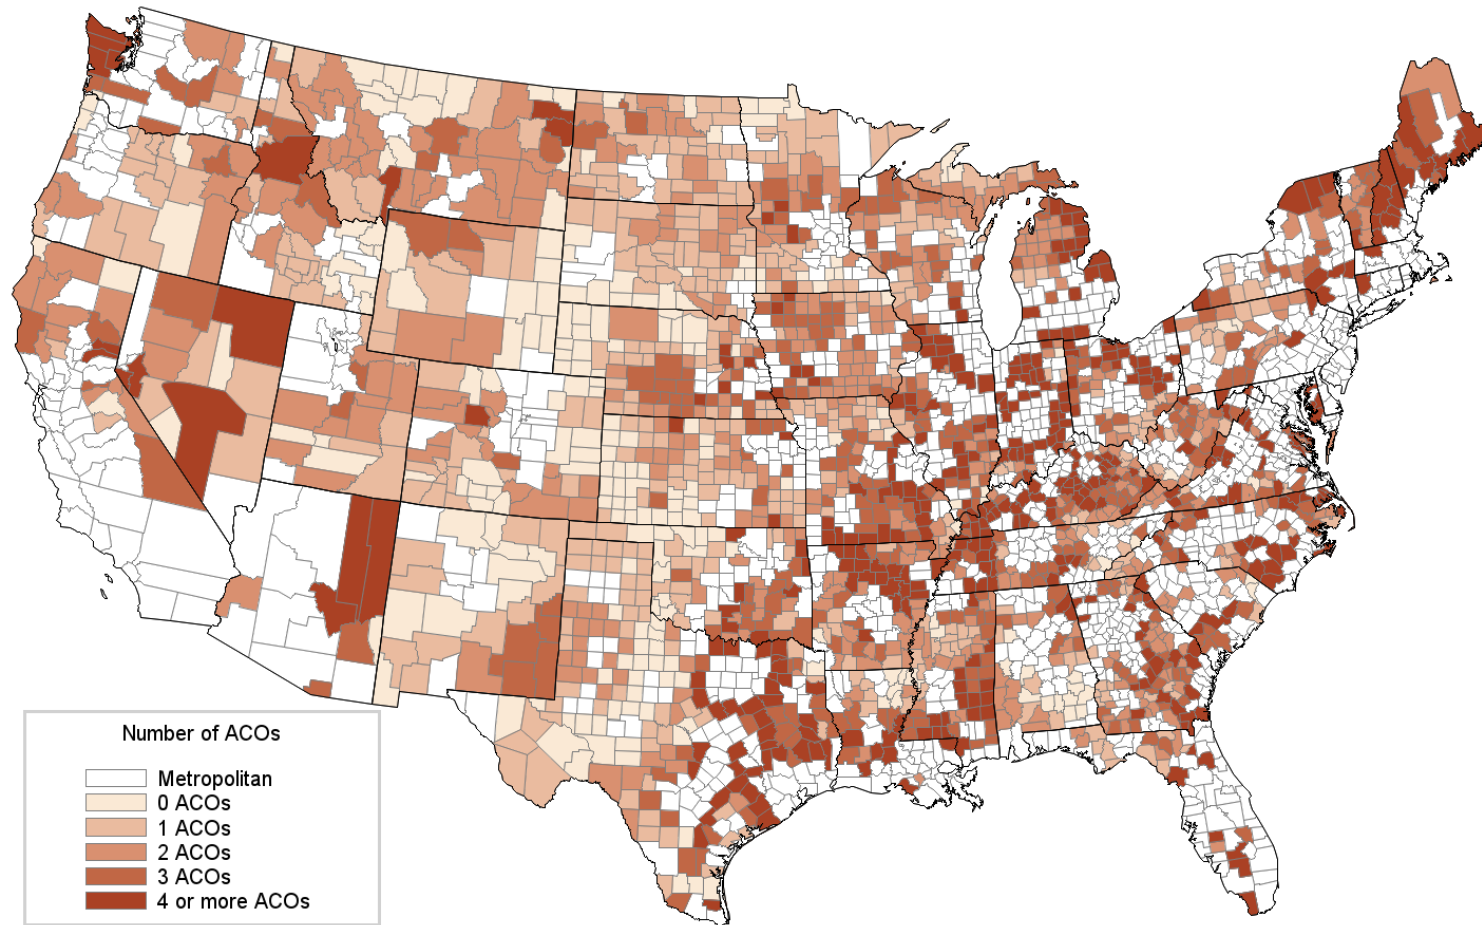 Number of ACOs
Metropolitan
0 ACOs
1 ACOs
2 ACOs
3 ACOs
4 or more ACOs